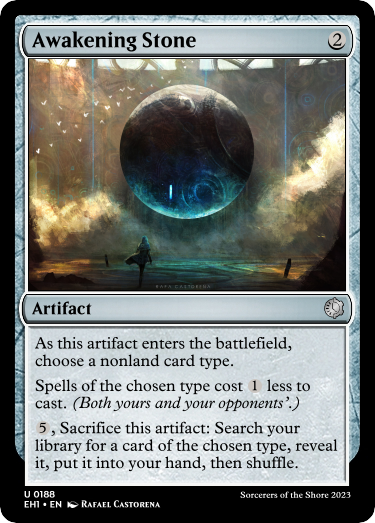 Awakening Stone 2
RAFA CASTORENA
Artifact
As this artifact enters the battlefield,
choose a nonland card type.
Spells of the chosen type cost 1 less to
cast. (Both yours and your opponents'.)
5, Sacrifice this artifact: Search your
library for a card of the chosen type, reveal
it, put it into your hand, then shuffle.
U 0188
EH1 • EN Rafael Castorena
Sorcerers of the Shore 2023